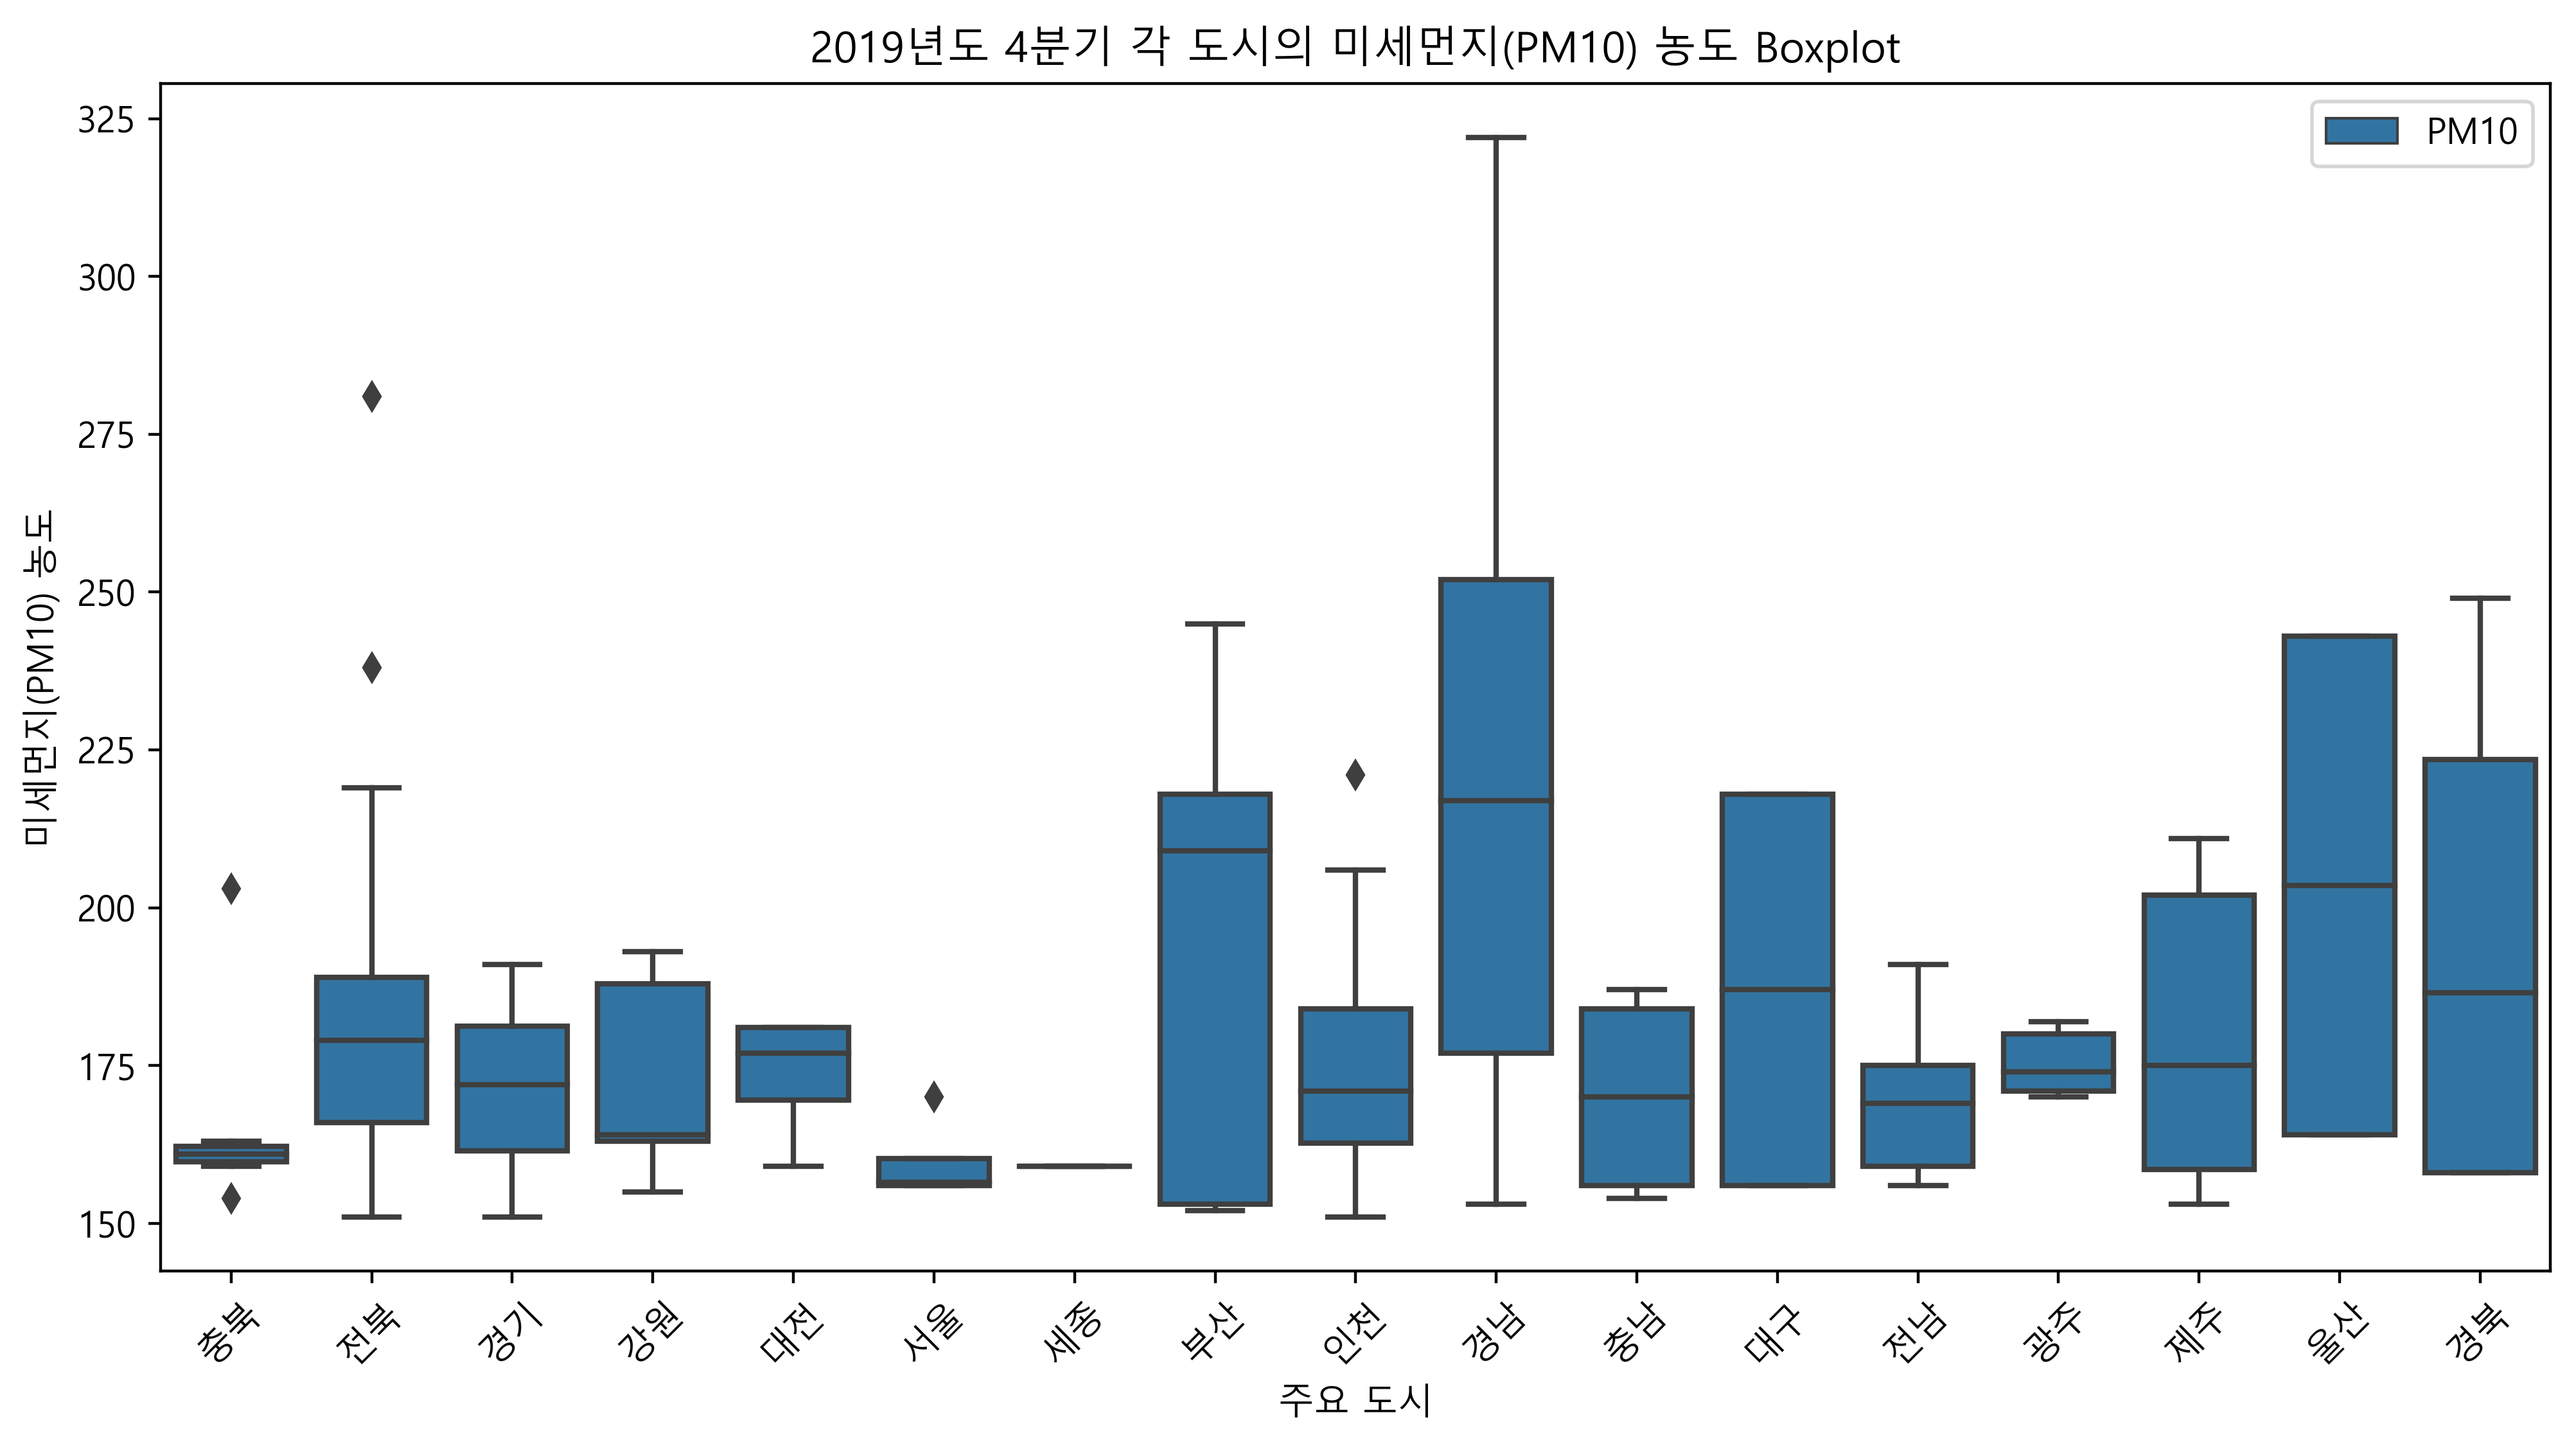 2019년도 4분기 각 도시의 미세먼지(PM10) 농도 Boxplot
PM10
미세먼지(PM10) 농도
325
300
275
250
225
200
175
150
충북
전북
경기
강원
대전
서울
세종
부산
인천
경남
충남
대구
전남
광주
제주
울산
경북
주요 도시